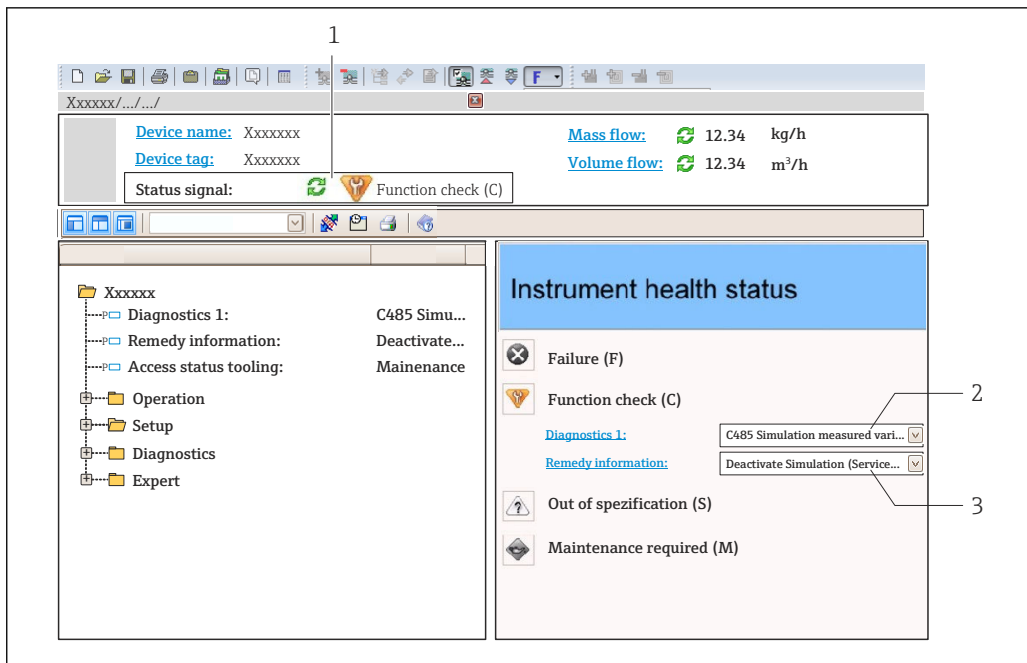 1
F
Xxxxxx/.../.../
Device name: Xxxxxxx
Mass flow: 12.34 kg/h
Device tag: Xxxxxxx
Volume flow: 12.34 m³/h
Status signal: Function check (C)
Xxxxxx
Diagnostics 1: C485 Simu...
Remedy information: Deactivate...
Access status tooling: Mainenance
Operation
Setup
Diagnostics
Expert
Instrument health status
Failure (F)
Function check (C)
2
Diagnostics 1: C485 Simulation measured vari...
Remedy information: Deactivate Simulation (Service...
Out of spezification (S)
3
Maintenance required (M)